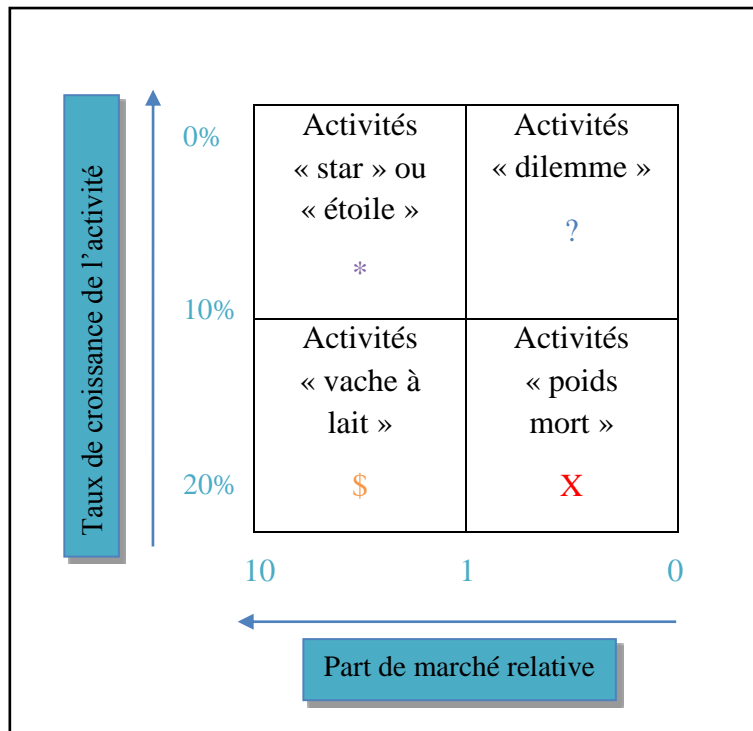 Taux de croissance de l’activité
0%
10%
20%
Activités
« star » ou
« étoile »
*
Activités
« dilemme »
?
Activités
« vache à
lait »
$
Activités
« poids
mort »
X
10
1
0
Part de marché relative